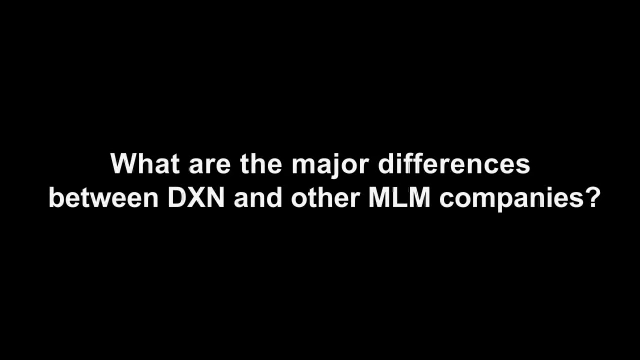 What are the major differences
between DXN and other MLM companies?